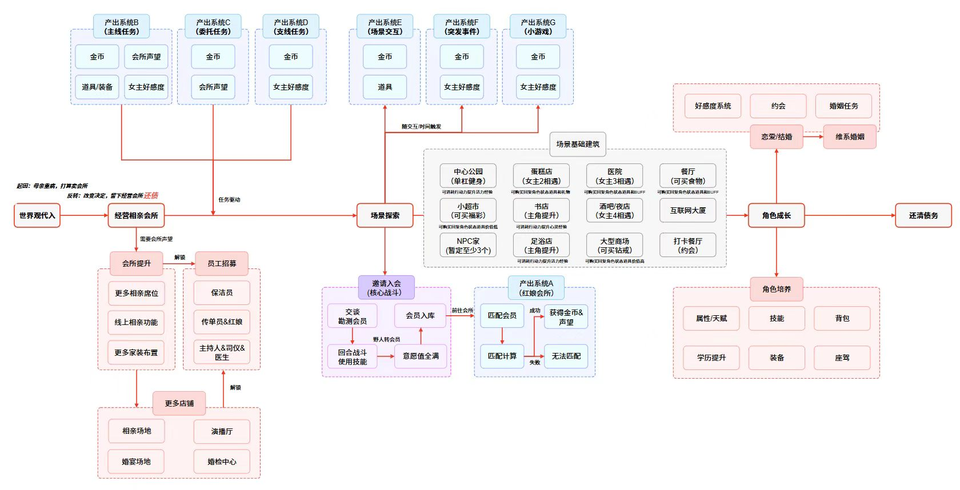 产出系统B
(主线任务)
金币
会所声望
道具/装备
女主好感度
产出系统C
(委托任务)
金币
会所声望
产出系统D
(支线任务)
金币
女主好感度
产出系统E
(场景交互)
金币
道具
产出系统F
(突发事件)
金币
女主好感度
产出系统G
(小游戏)
金币
女主好感度
随交互/时间触发
起因：母亲重病，打算卖会所
反转：改变决定，留下经营会所 还债
世界观代入
经营相亲会所
任务驱动
场景探索
角色成长
还清债务
需要会所声望
会所提升
更多相亲席位
线上相亲功能
更多家装布置
解锁
员工招募
保洁员
传单员&红娘
主持人&司仪&
医生
解锁
更多店铺
相亲场地
演播厅
婚宴场地
婚检中心
场景基础建筑
中心公园
(单杠健身)
蛋糕店
(女主2相遇)
医院
(女主3相遇)
餐厅
(可买食物)
小超市
(可买福彩)
书店
(主角提升)
酒吧/夜店
(女主4相遇)
互联网大厦
NPC家
(暂定至少3个)
足浴店
(主角提升)
大型商场
(可买钻戒)
打卡餐厅
(约会)
邀请入会
(核心战斗)
交谈
勘测会员
会员入库
野人转会员
回合战斗
使用技能
意愿值全满
前往会所
产出系统A
(红娘会所)
匹配会员
成功
获得金币&
声望
匹配计算
失败
无法匹配
好感度系统
约会
婚姻任务
恋爱/结婚
维系婚姻
角色培养
属性/天赋
技能
背包
学历提升
装备
座驾